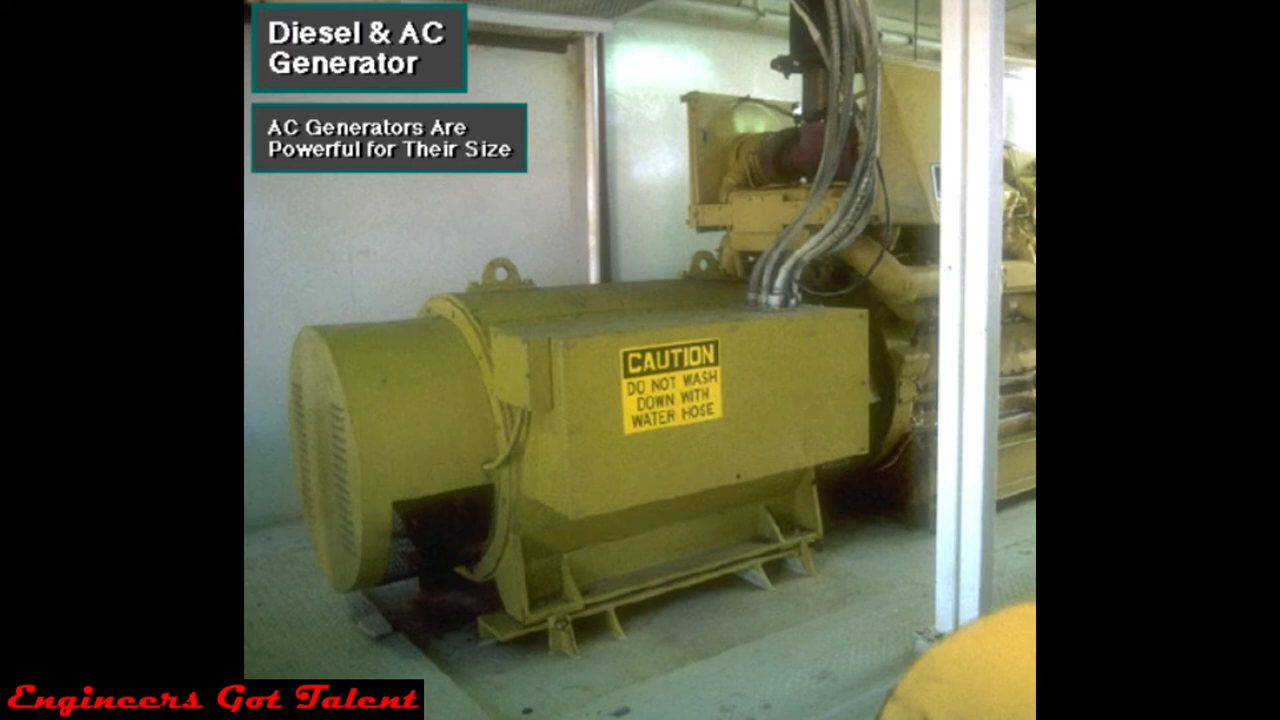 Diesel & AC
Generator
AC Generators Are
Powerful for Their Size
CAUTION
DO NOT WASH
DOWN WITH
WATER HOSE
Engineers Got Talent